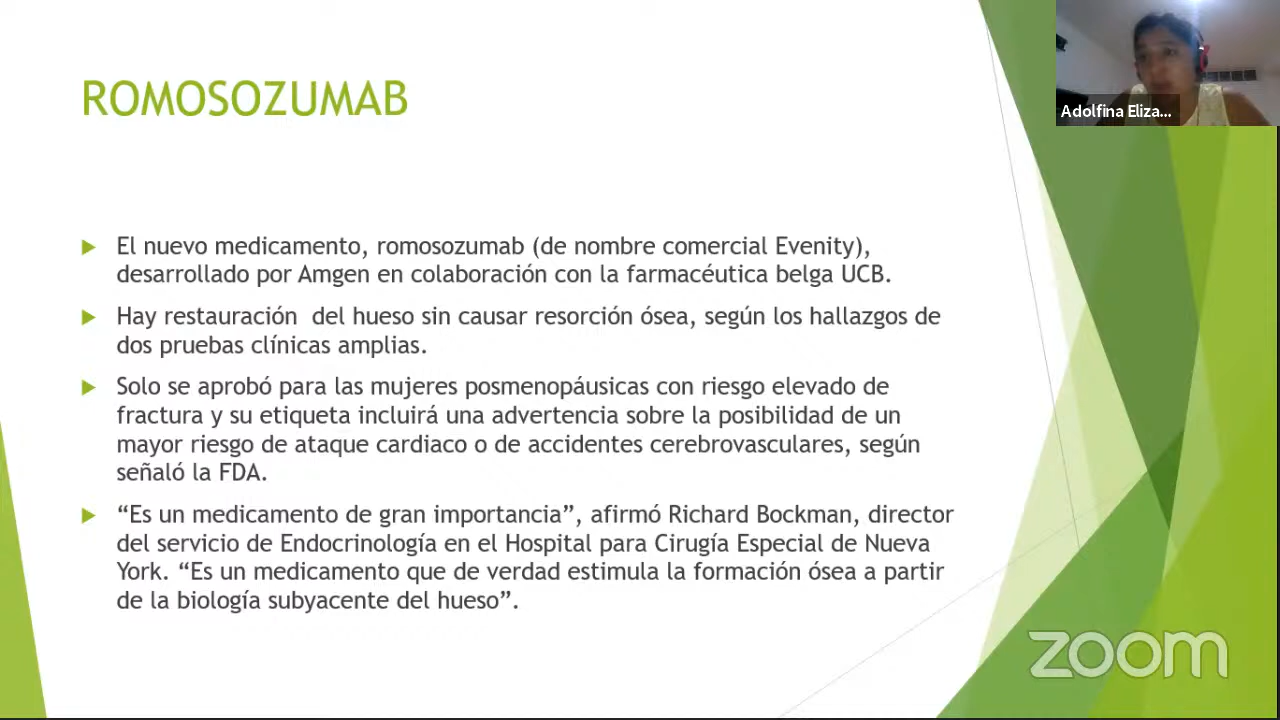 ROMOSOZUMAB
Adolfina Eliza...
El nuevo medicamento, romosozumab (de nombre comercial Evenity),
desarrollado por Amgen en colaboración con la farmacéutica belga UCB.
Hay restauración  del hueso sin causar resorción ósea, según los hallazgos de
dos pruebas clínicas amplias.
Solo se aprobó para las mujeres posmenopáusicas con riesgo elevado de
fractura y su etiqueta incluirá una advertencia sobre la posibilidad de un
mayor riesgo de ataque cardiaco o de accidentes cerebrovasculares, según
señaló la FDA.
“Es un medicamento de gran importancia”, afirmó Richard Bockman, director
del servicio de Endocrinología en el Hospital para Cirugía Especial de Nueva
York. “Es un medicamento que de verdad estimula la formación ósea a partir
de la biología subyacente del hueso”.
zoom